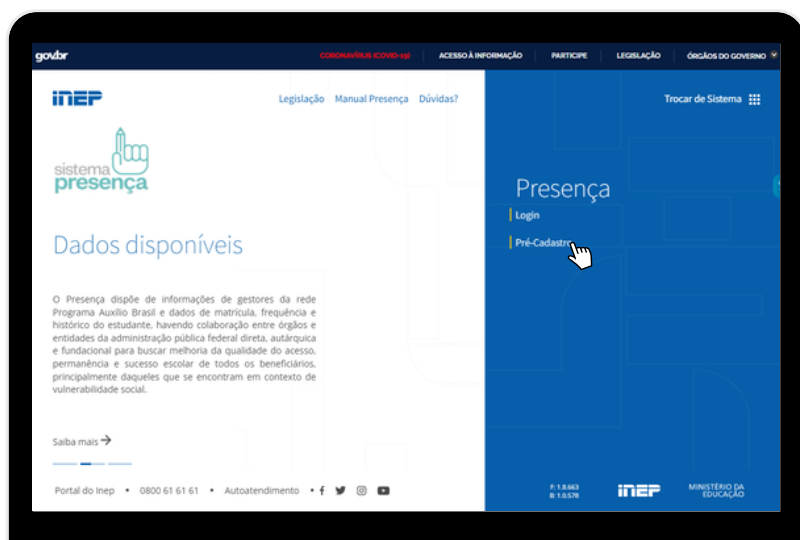 gov.br
CORONAVÍRUS (COVID-19) ACESSO À INFORMAÇÃO PARTICIPE LEGISLAÇÃO ÓRGÃOS DO GOVERNO
inep
Legislação Manual Presença Dúvidas?
Trocar de Sistema
sistema
presença
Presença
Login
Pré-Cadastro
Dados disponíveis
O Presença dispõe de informações de gestores da rede
Programa Auxílio Brasil e dados de matrícula, frequência e
histórico do estudante, havendo colaboração entre órgãos e
entidades da administração pública federal direta, autárquica
e fundacional para buscar melhoria da qualidade do acesso,
permanência e sucesso escolar de todos os beneficiários,
principalmente daqueles que se encontram em contexto de
vulnerabilidade social.
Saiba mais
Portal do Inep • 0800 61 61 61 • Autoatendimento •
F: 1.8.663
B: 1.0.578
inep
MINISTÉRIO DA
EDUCAÇÃO